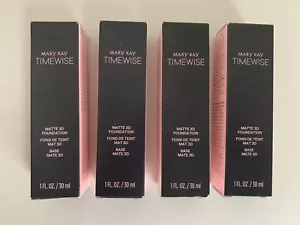 MARY KAY
TIMEWISE
MATTE 3D
FOUNDATION
FOND DE TEINT
MAT 3D
BASE
MATE 3D
1 FL. OZ. / 30 ml
MARY KAY
TIMEWISE
MATTE 3D
FOUNDATION
FOND DE TEINT
MAT 3D
BASE
MATE 3D
1 FL. OZ. / 30 ml
MARY KAY
TIMEWISE
MATTE 3D
FOUNDATION
FOND DE TEINT
MAT 3D
BASE
MATE 3D
1 FL. OZ. / 30 ml
MARY KAY
TIMEWISE
MATTE 3D
FOUNDATION
FOND DE TEINT
MAT 3D
BASE
MATE 3D
1 FL. OZ. / 30 ml